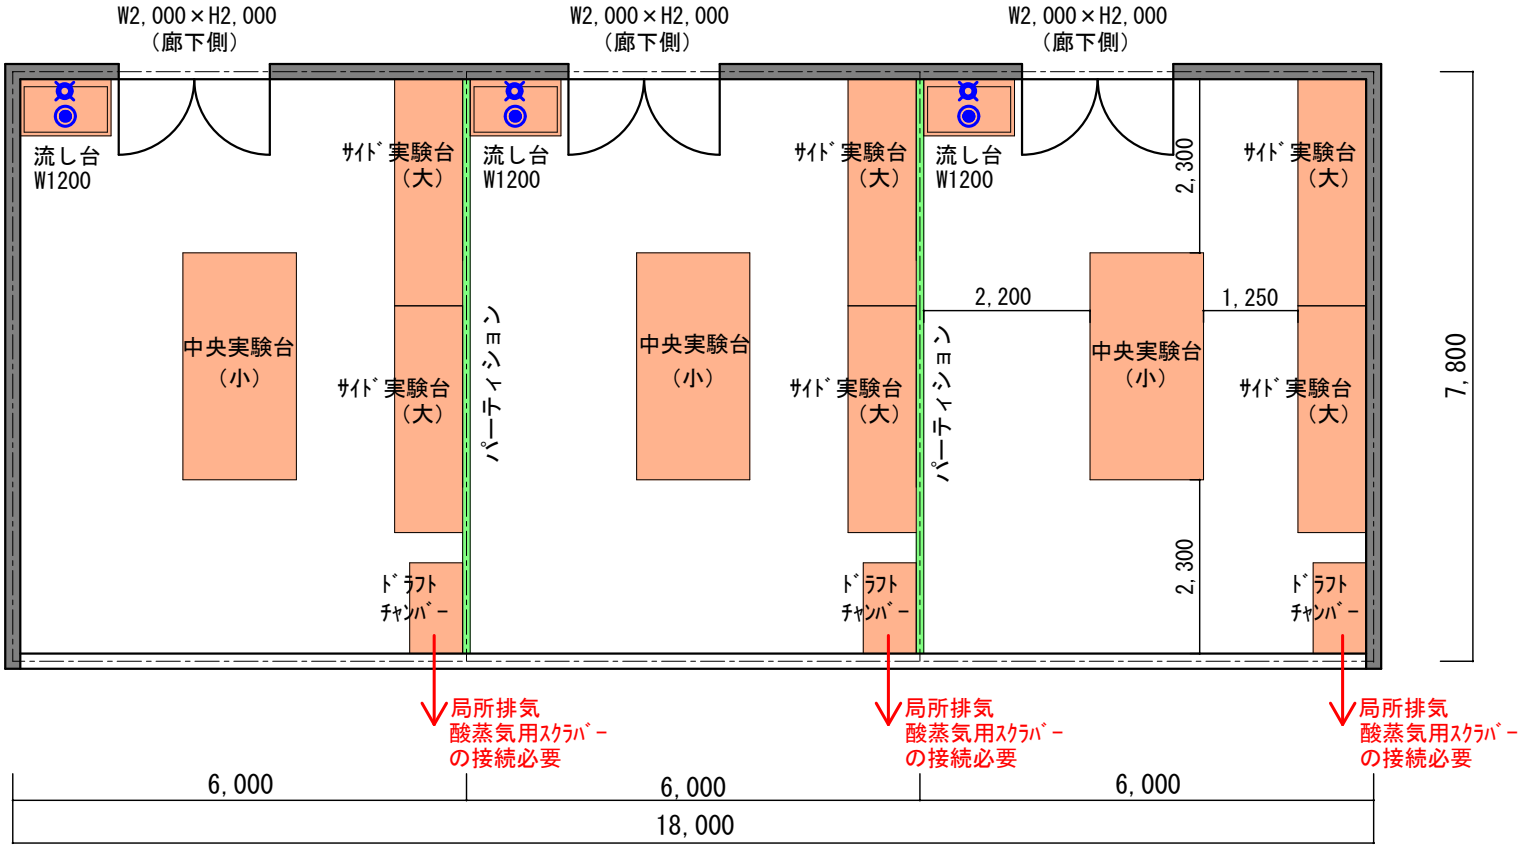 W2,000×H2,000
（廊下側）
W2,000×H2,000
（廊下側）
W2,000×H2,000
（廊下側）
流し台
W1200
ｻｲﾄﾞ実験台
（大）
流し台
W1200
ｻｲﾄﾞ実験台
（大）
流し台
W1200
2,300
ｻｲﾄﾞ実験台
（大）
2,200
1,250
中央実験台
（小）
ｻｲﾄﾞ実験台
（大）
パーティション
中央実験台
（小）
ｻｲﾄﾞ実験台
（大）
パーティション
中央実験台
（小）
ｻｲﾄﾞ実験台
（大）
7,800
2,300
ﾄﾞﾗﾌﾄ
ﾁｬﾝﾊﾞｰ
ﾄﾞﾗﾌﾄ
ﾁｬﾝﾊﾞｰ
ﾄﾞﾗﾌﾄ
ﾁｬﾝﾊﾞｰ
局所排気
酸蒸気用ｽｸﾗﾊﾞｰ
の接続必要
局所排気
酸蒸気用ｽｸﾗﾊﾞｰ
の接続必要
局所排気
酸蒸気用ｽｸﾗﾊﾞｰ
の接続必要
6,000
6,000
6,000
18,000